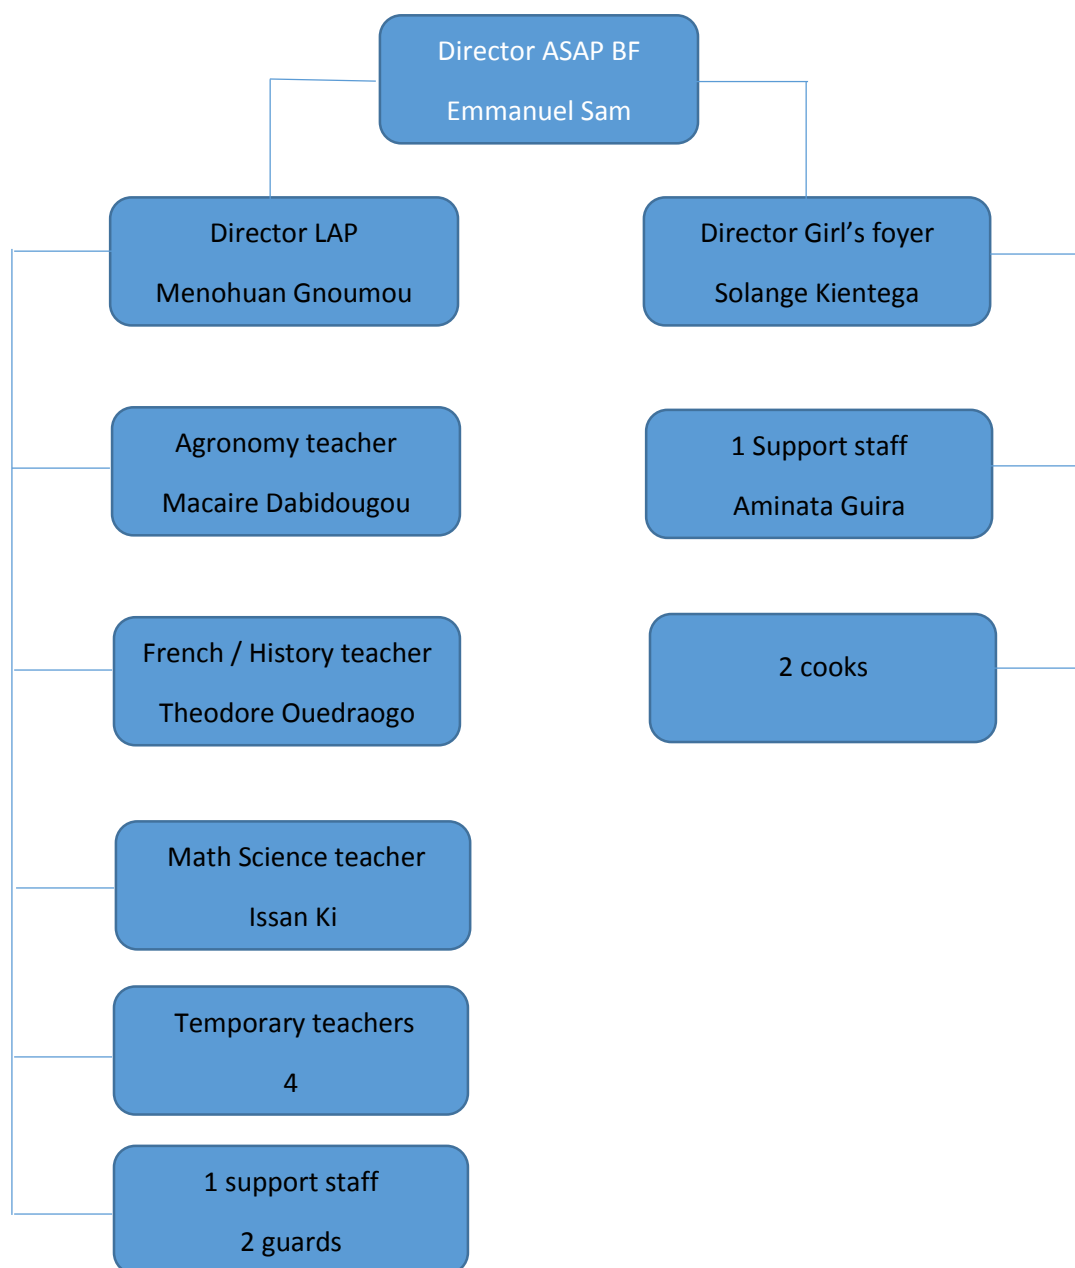 Director ASAP BF
Emmanuel Sam
Director LAP
Menohuan Gnoumou
Director Girl’s foyer
Solange Kientega
Agronomy teacher
Macaire Dabidougou
1 Support staff
Aminata Guira
French / History teacher
Theodore Ouedraogo
2 cooks
Math Science teacher
Issan Ki
Temporary teachers
4
1 support staff
2 guards